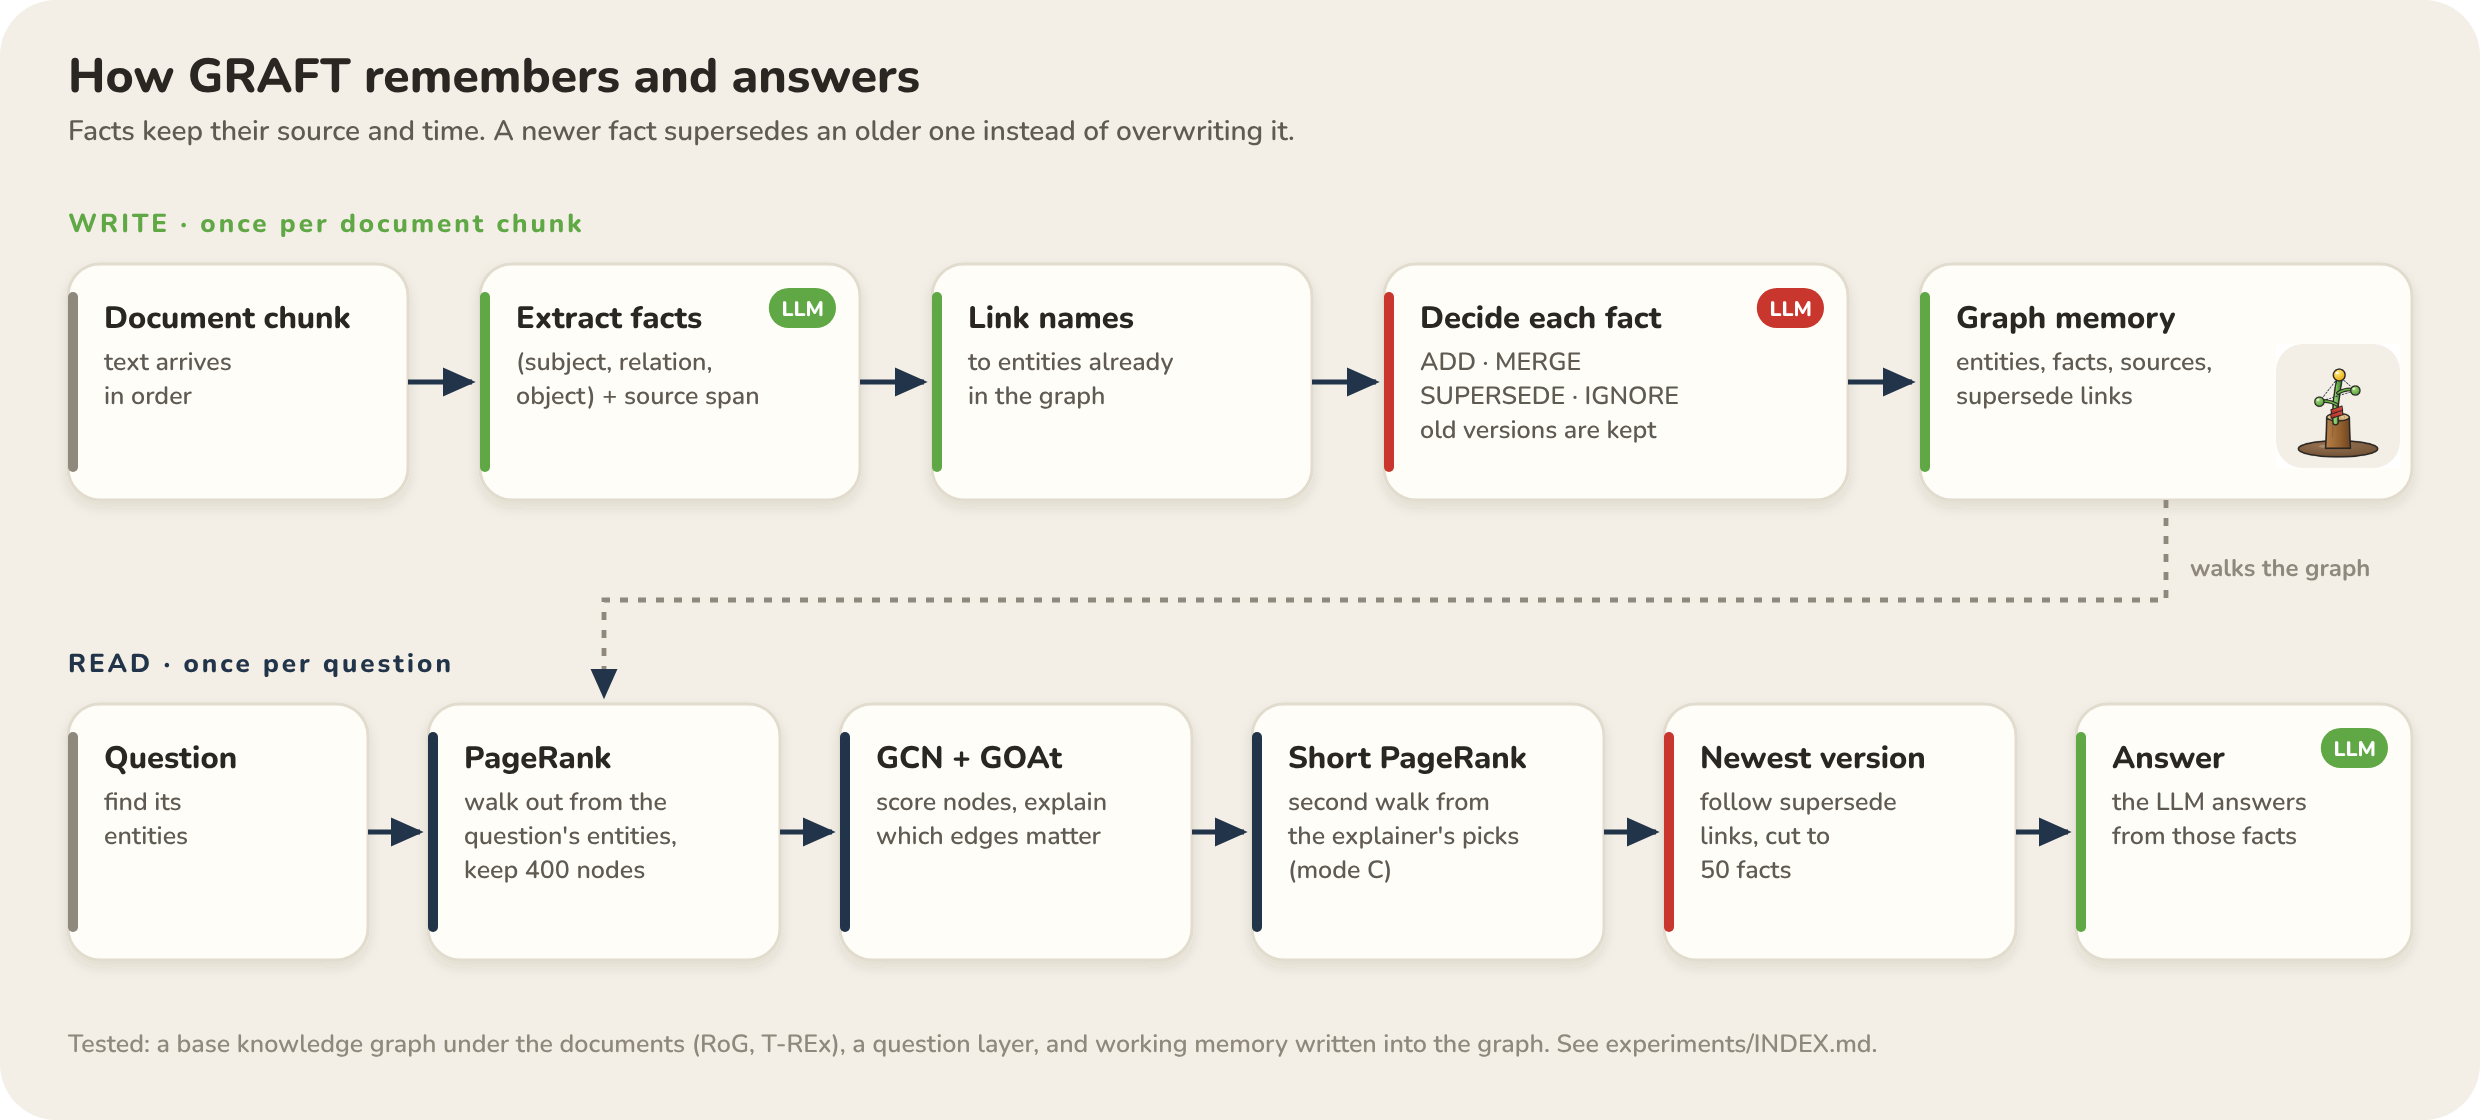 How GRAFT remembers and answers
Facts keep their source and time. A newer fact supersedes an older one instead of overwriting it.
WRITE · once per document chunk
Document chunk
text arrives
in order
Extract facts
LLM
(subject, relation,
object) + source span
Link names
to entities already
in the graph
Decide each fact
LLM
ADD · MERGE
SUPERSEDE · IGNORE
old versions are kept
Graph memory
entities, facts, sources,
supersede links
walks the graph
READ · once per question
Question
find its
entities
PageRank
walk out from the
question's entities,
keep 400 nodes
GCN + GOAt
score nodes, explain
which edges matter
Short PageRank
second walk from
the explainer's picks
(mode C)
Newest version
follow supersede
links, cut to
50 facts
Answer
LLM
the LLM answers
from those facts
Tested: a base knowledge graph under the documents (RoG, T-REx), a question layer, and working memory written into the graph. See experiments/INDEX.md.